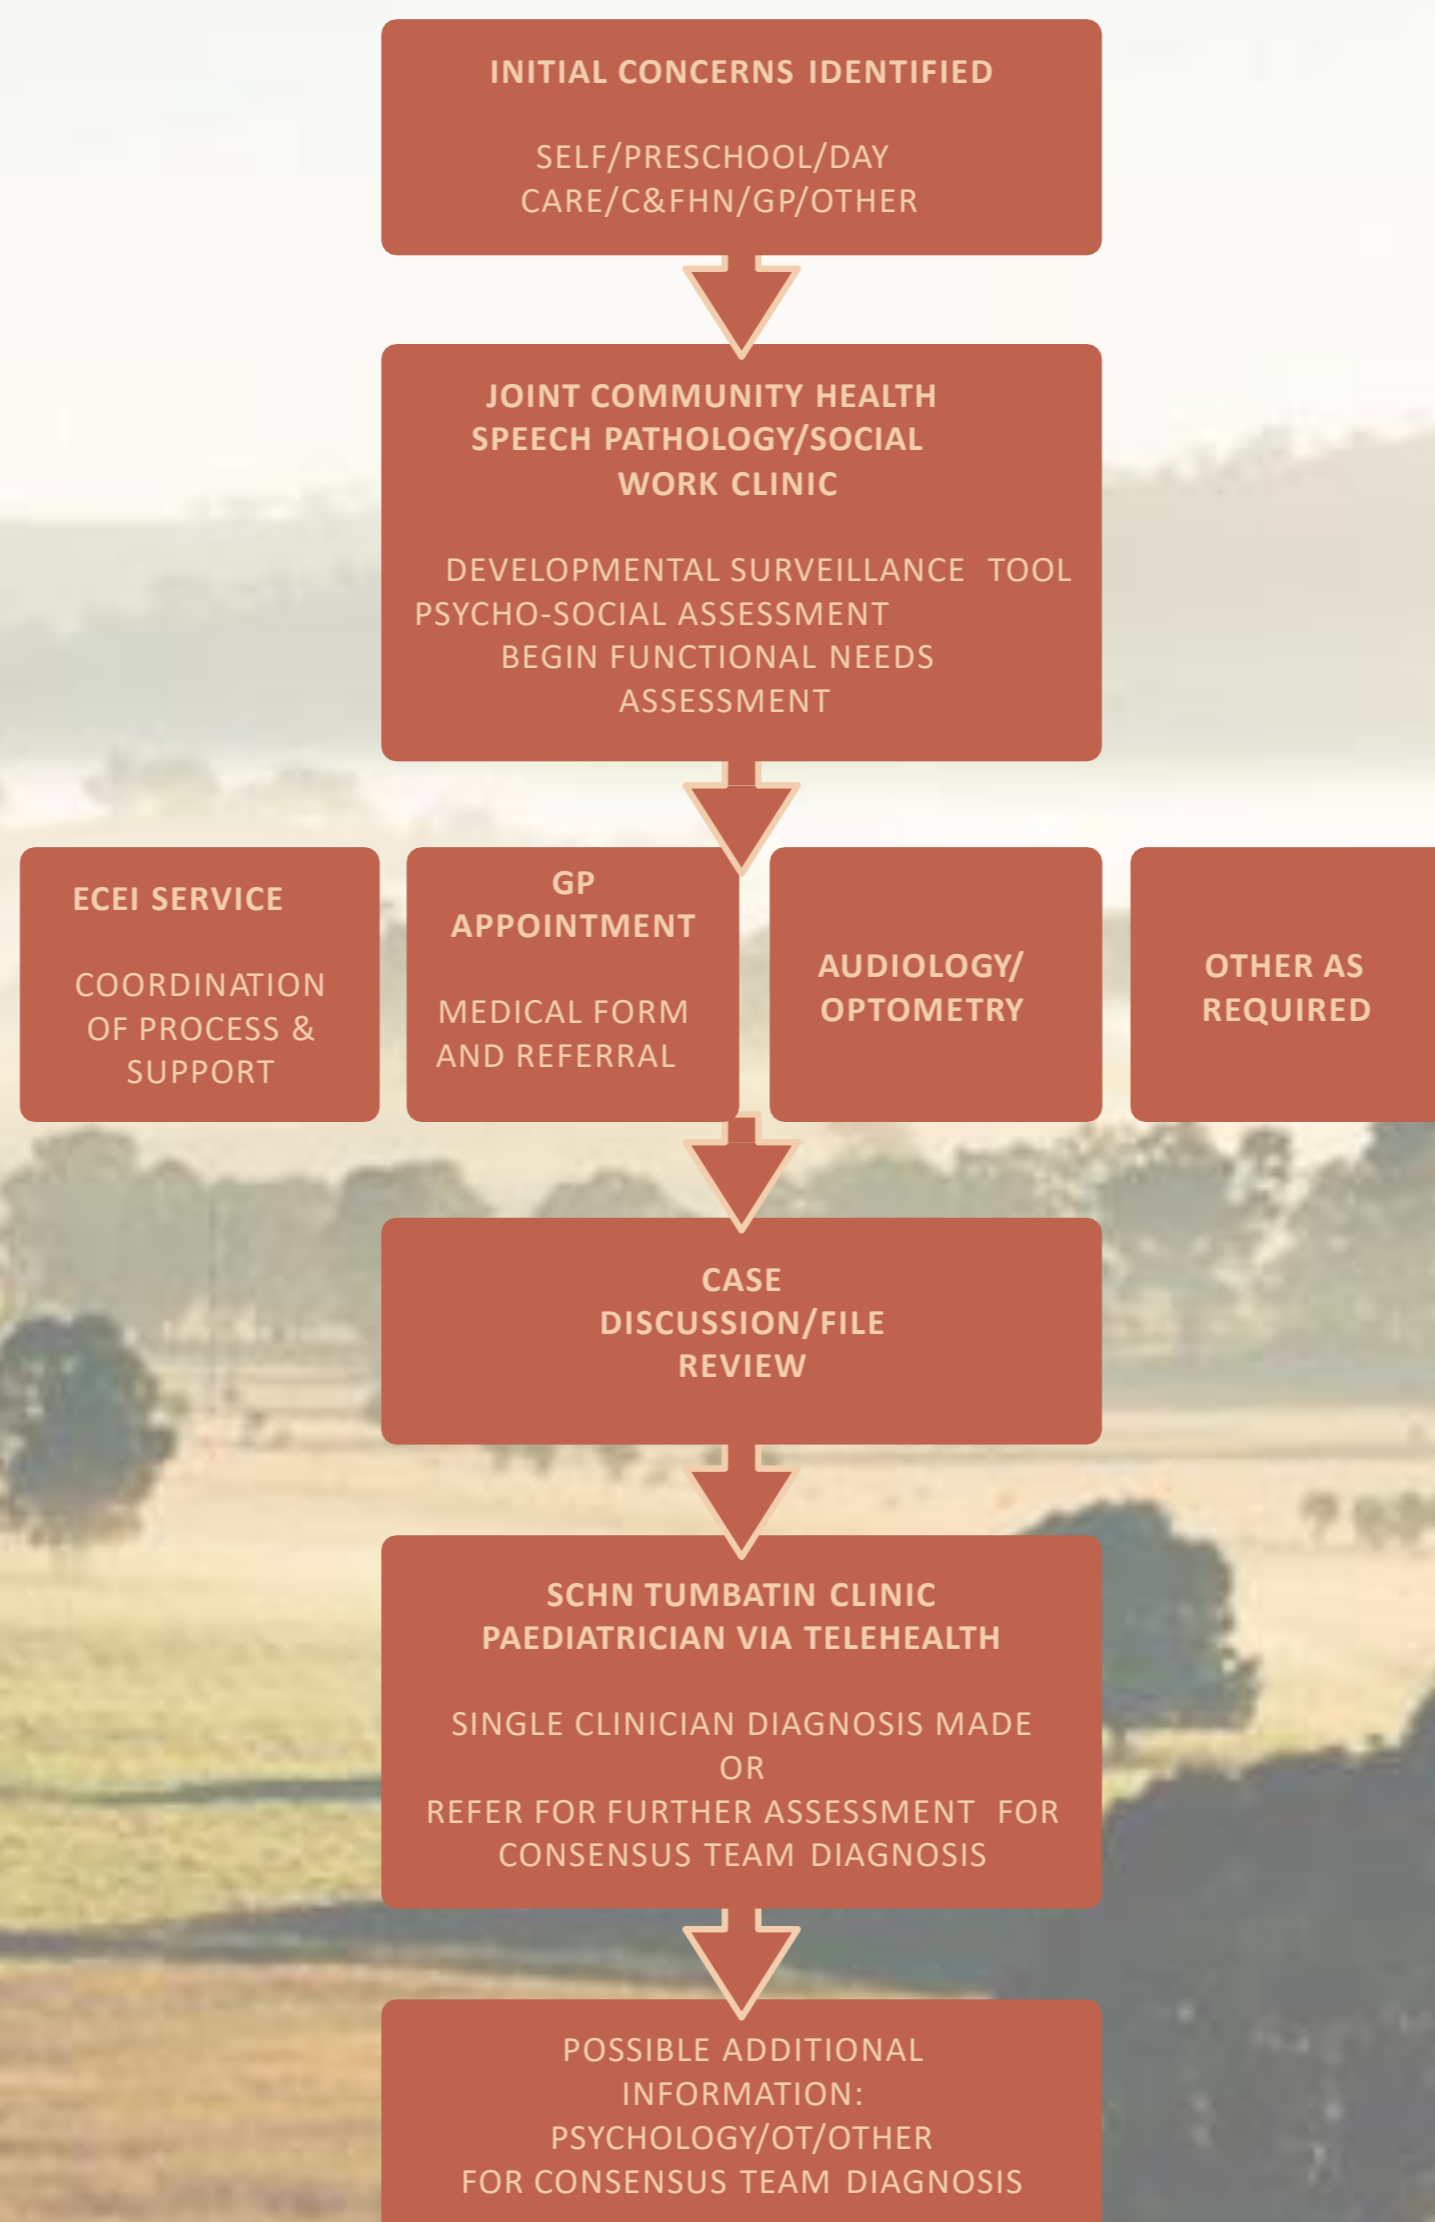 INITIAL CONCERNS IDENTIFIED
SELF/PRESCHOOL/DAY
CARE/C&FHN/GP/OTHER
JOINT COMMUNITY HEALTH
SPEECH PATHOLOGY/SOCIAL
WORK CLINIC
DEVELOPMENTAL SURVEILLANCE TOOL
PSYCHO-SOCIAL ASSESSMENT
BEGIN FUNCTIONAL NEEDS
ASSESSMENT
ECEI SERVICE
COORDINATION
OF PROCESS &
SUPPORT
GP
APPOINTMENT
MEDICAL FORM
AND REFERRAL
AUDIOLOGY/
OPTOMETRY
OTHER AS
REQUIRED
CASE
DISCUSSION/FILE
REVIEW
SCHN TUMBATIN CLINIC
PAEDIATRICIAN VIA TELEHEALTH
SINGLE CLINICIAN DIAGNOSIS MADE
OR
REFER FOR FURTHER ASSESSMENT FOR
CONSENSUS TEAM DIAGNOSIS
POSSIBLE ADDITIONAL
INFORMATION:
PSYCHOLOGY/OT/OTHER
FOR CONSENSUS TEAM DIAGNOSIS